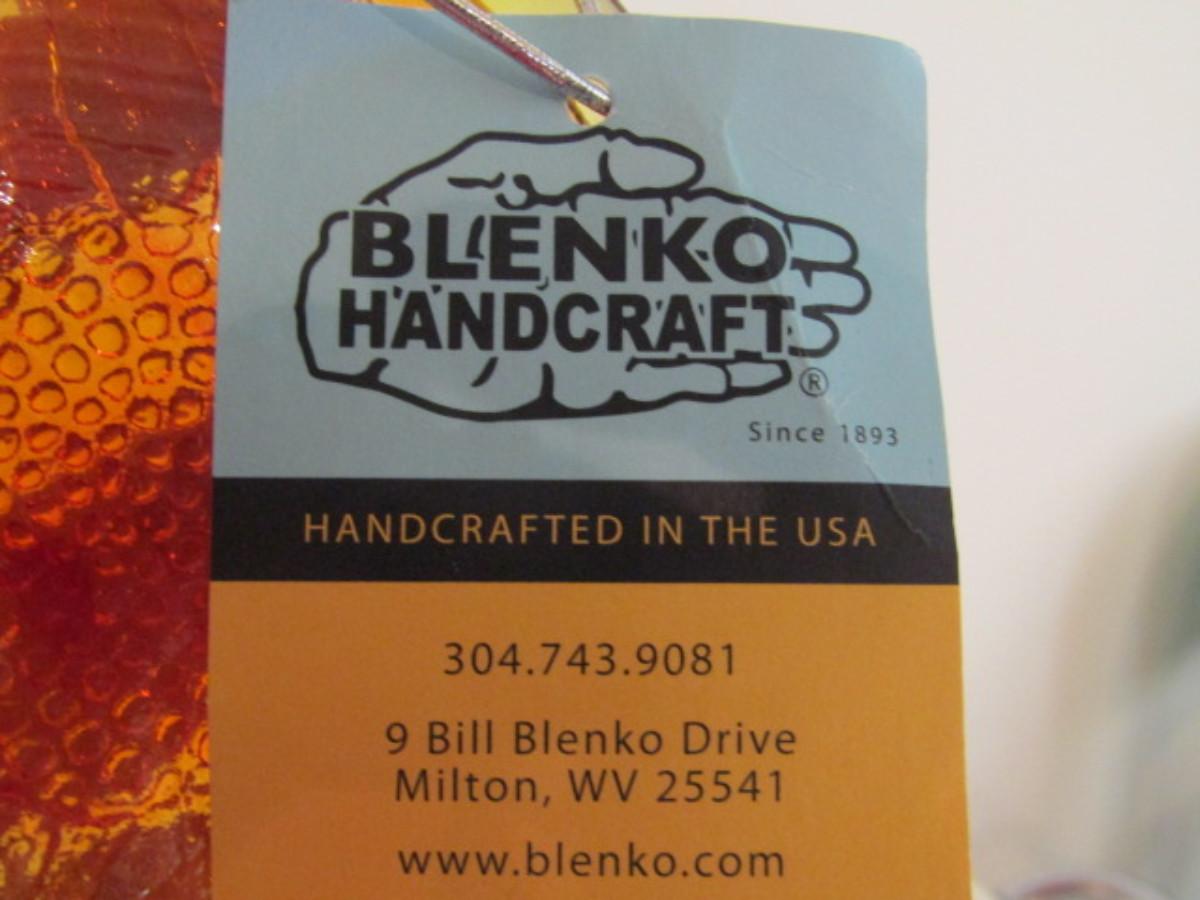 BLENKO
HANDCRAFT
®
Since 1893
HANDCRAFTED IN THE USA
304.743.9081
9 Bill Blenko Drive
Milton, WV 25541
www.blenko.com